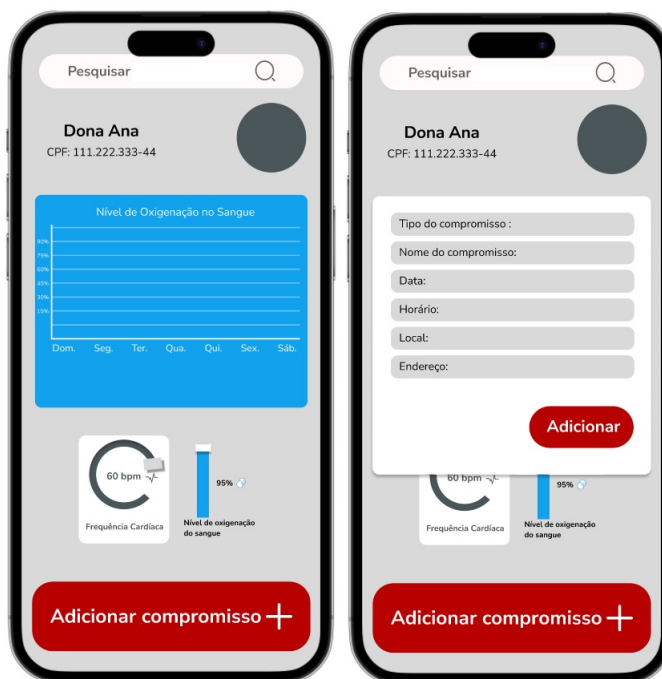 Pesquisar
Dona Ana
CPF: 111.222.333-44
Nível de Oxigenação no Sangue
90%
75%
60%
45%
30%
15%
Dom. Seg. Ter. Qua. Qui. Sex. Sáb.
60 bpm
Frequência Cardíaca
95%
Nível de oxigenação
do sangue
Adicionar compromisso
Pesquisar
Dona Ana
CPF: 111.222.333-44
Tipo do compromisso :
Nome do compromisso:
Data:
Horário:
Local:
Endereço:
Adicionar
60 bpm
Frequência Cardíaca
95%
Nível de oxigenação
do sangue
Adicionar compromisso